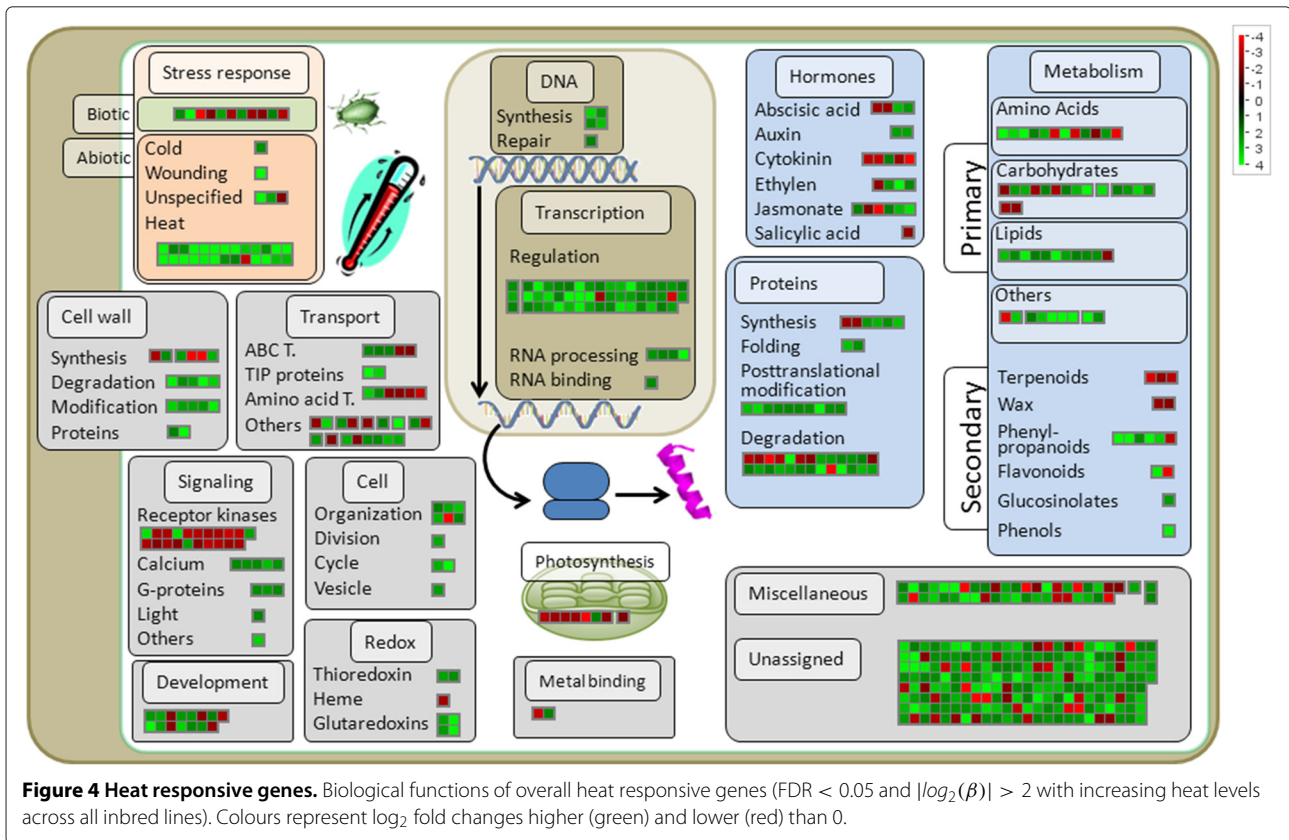 Stress response
Biotic
Abiotic
Cold
Wounding
Unspecified
Heat
DNA
Synthesis
Repair
Transcription
Regulation
RNA processing
RNA binding
Hormones
Abscisic acid
Auxin
Cytokinin
Ethylen
Jasmonate
Salicylic acid
Metabolism
Primary
Amino Acids
Carbohydrates
Lipids
Others
Secondary
Terpenoids
Wax
Phenyl-
propanoids
Flavonoids
Glucosinolates
Phenols
-4
-3
-2
-1
0
1
2
3
4
Cell wall
Synthesis
Degradation
Modification
Proteins
Transport
ABC T.
TIP proteins
Amino acid T.
Others
Proteins
Synthesis
Folding
Posttranslational
modification
Degradation
Signaling
Receptor kinases
Calcium
G-proteins
Light
Others
Cell
Organization
Division
Cycle
Vesicle
Photosynthesis
Redox
Thioredoxin
Heme
Glutaredoxins
Development
Metal binding
Miscellaneous
Unassigned
Figure 4 Heat responsive genes. Biological functions of overall heat responsive genes (FDR < 0.05 and |log₂(β)| > 2 with increasing heat levels
across all inbred lines). Colours represent log₂ fold changes higher (green) and lower (red) than 0.